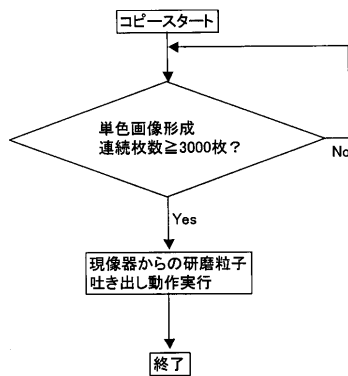 コピースタート
単色画像形成
連続枚数≧3000枚?
No
Yes
現像器からの研磨粒子
吐き出し動作実行
終了